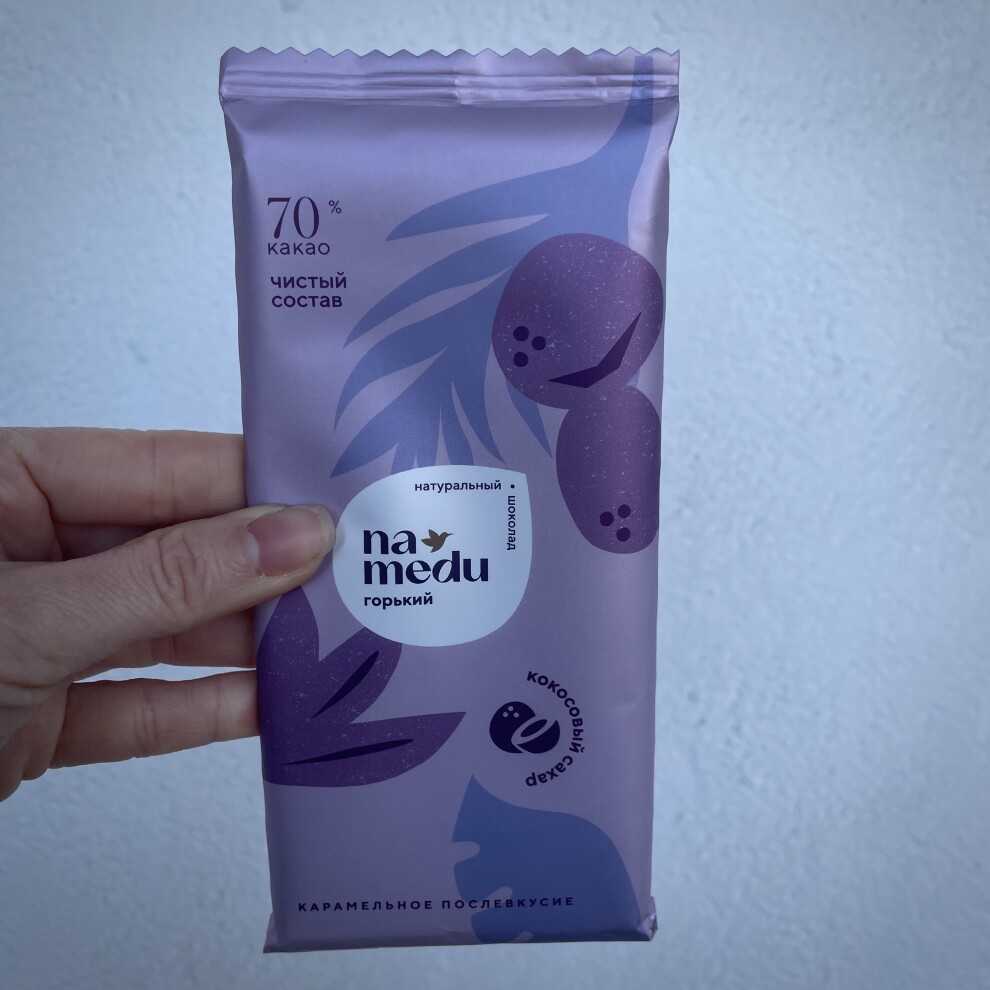 70 %
какао
чистый
состав
натуральный •
шоколад
na
medu
горький
кокосовый сахар
КАРАМЕЛЬНОЕ ПОСЛЕВКУСИЕ